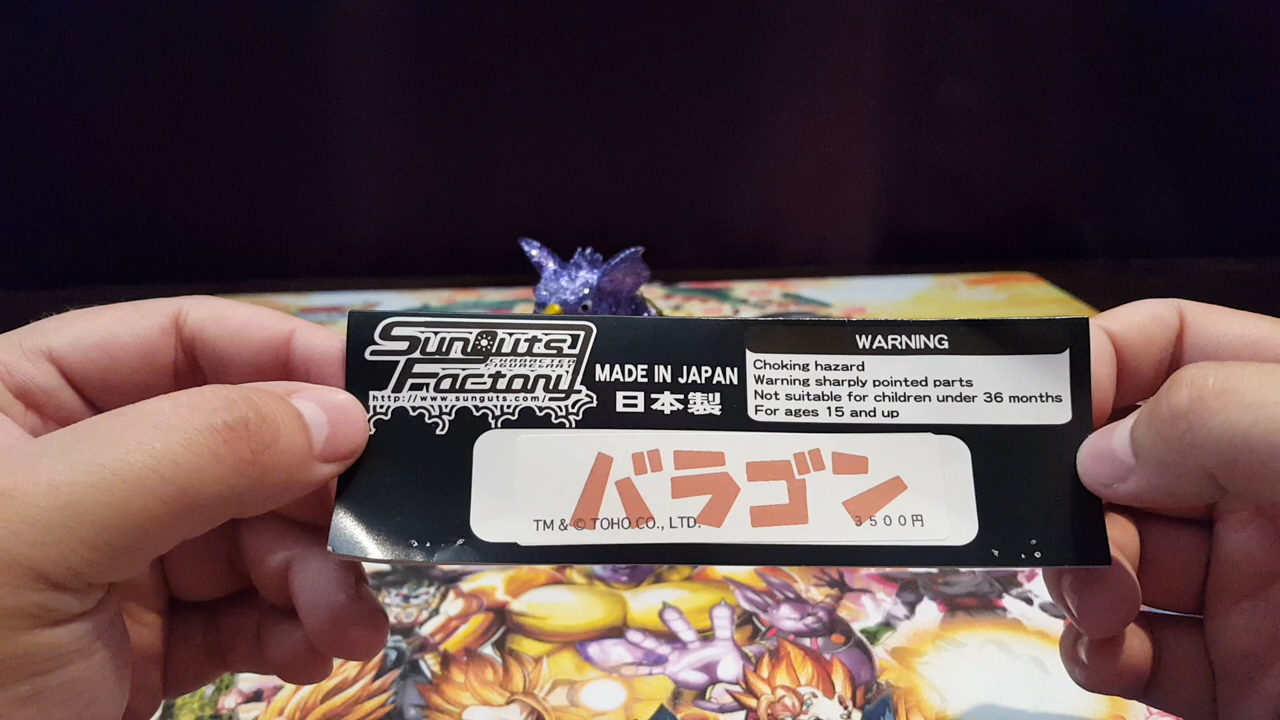 Sunguts
CHARACTER
FIGURE ART
Factory
http://www.sunguts.com/
MADE IN JAPAN
日本製
WARNING
Choking hazard
Warning sharply pointed parts
Not suitable for children under 36 months
For ages 15 and up
バラゴン
TM & © TOHO CO., LTD.
3500円